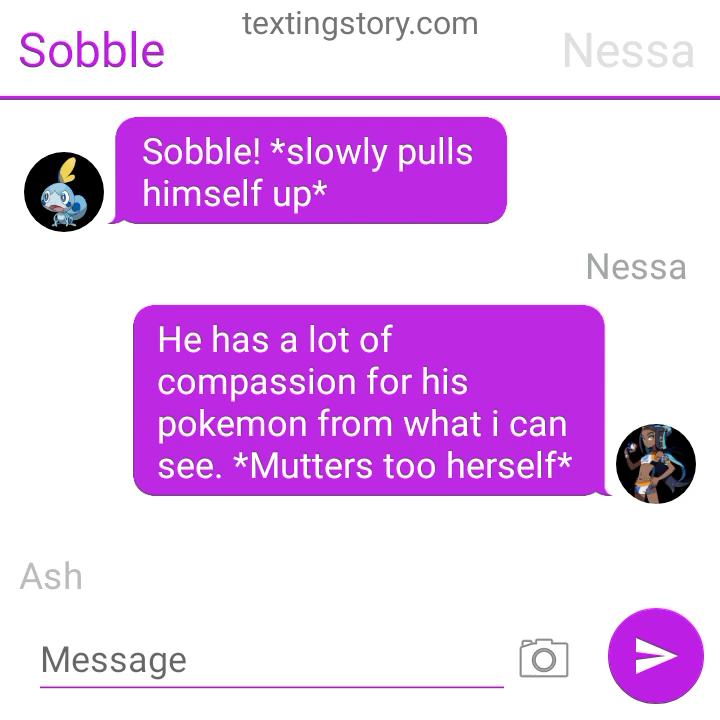 textingstory.com
Sobble
Nessa
Sobble! *slowly pulls
himself up*
Nessa
He has a lot of
compassion for his
pokemon from what i can
see. *Mutters too herself*
Ash
Message